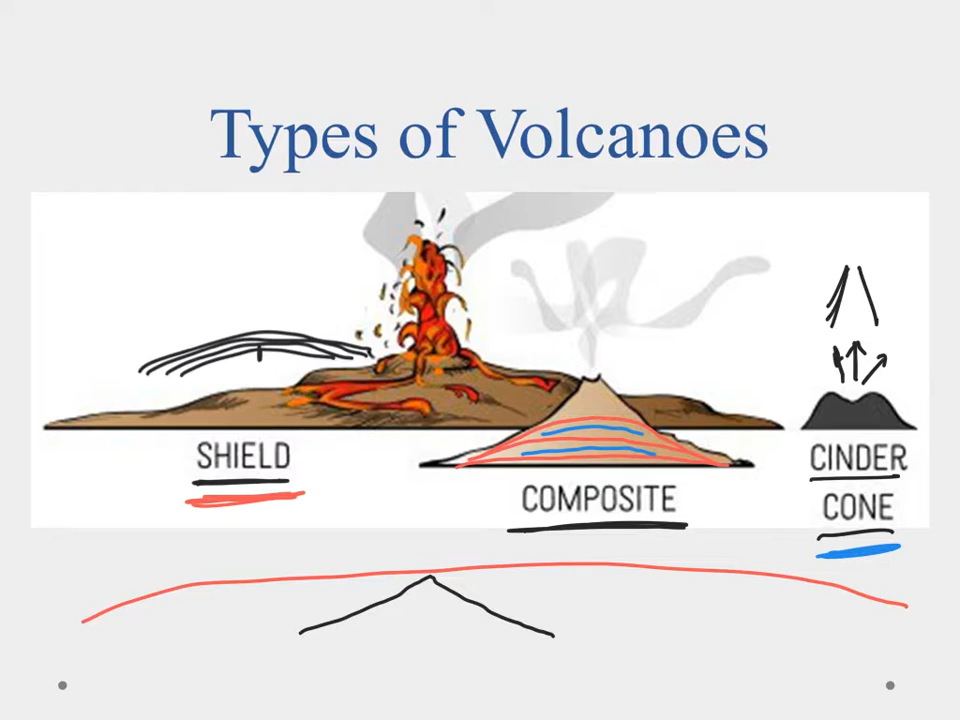 Types of Volcanoes
SHIELD
COMPOSITE
CINDER
CONE